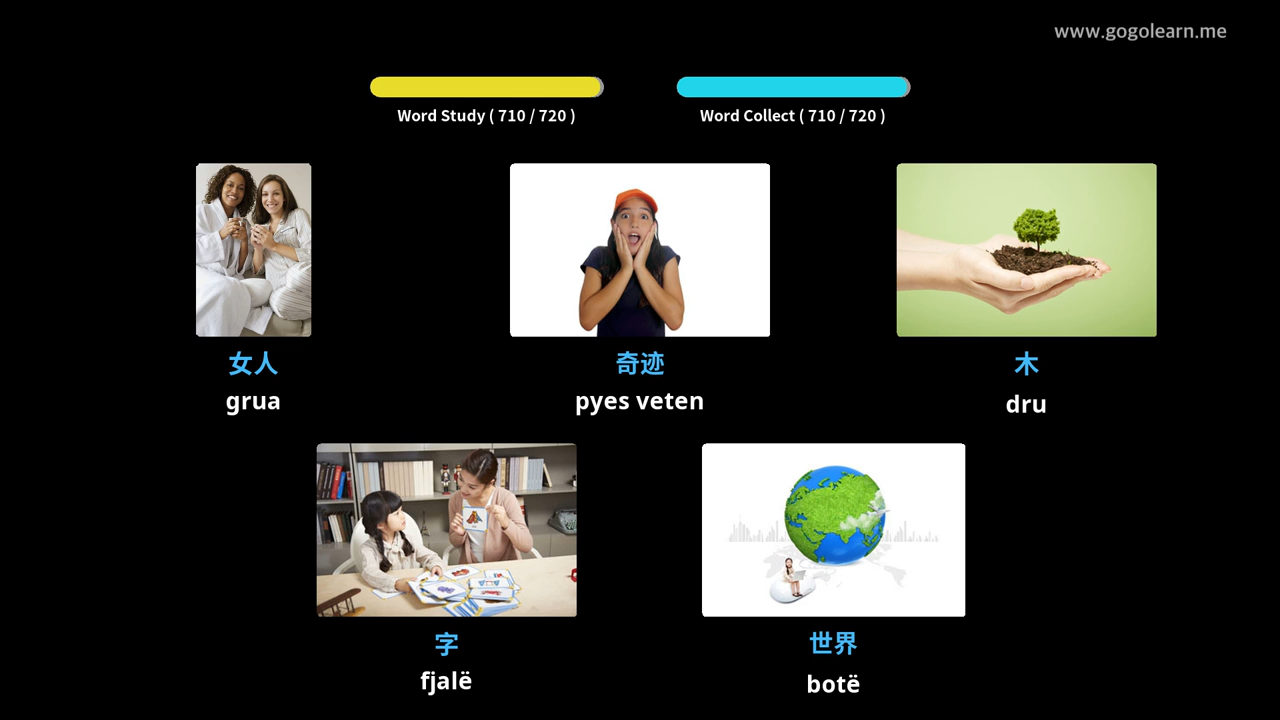 www.gogolearn.me
Word Study ( 710 / 720 )
Word Collect ( 710 / 720 )
女人
grua
奇迹
pyes veten
木
dru
字
fjalë
世界
botë